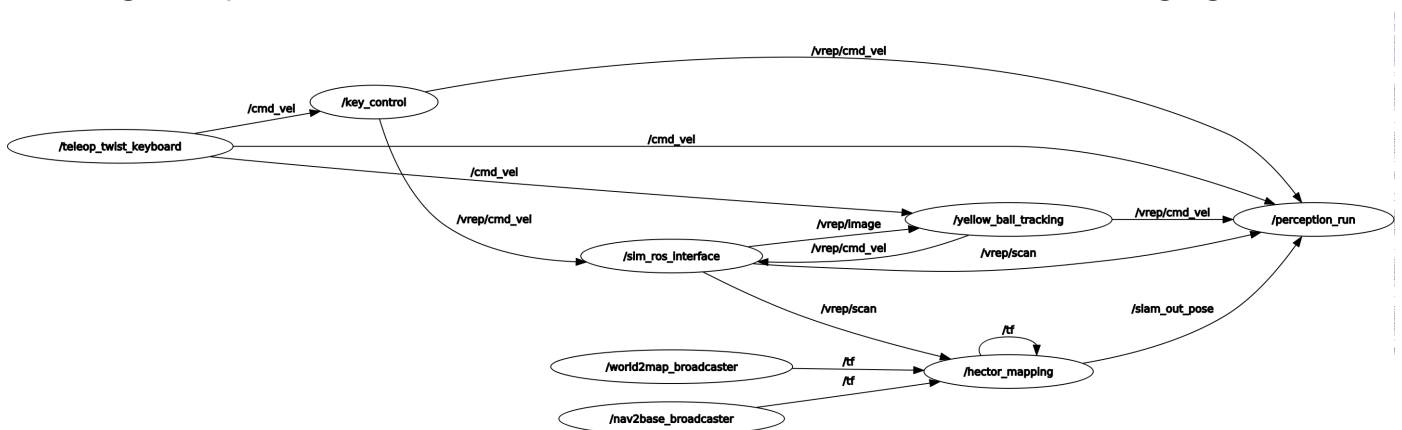 /vrep/cmd_vel
/key_control
/cmd_vel
/teleop_twist_keyboard
/cmd_vel
/cmd_vel
/vrep/cmd_vel
/vrep/image
/yellow_ball_tracking
/vrep/cmd_vel
/perception_run
/vrep/cmd_vel
/sim_ros_interface
/vrep/scan
/vrep/scan
/slam_out_pose
/tf
/world2map_broadcaster
/tf
/hector_mapping
/tf
/nav2base_broadcaster